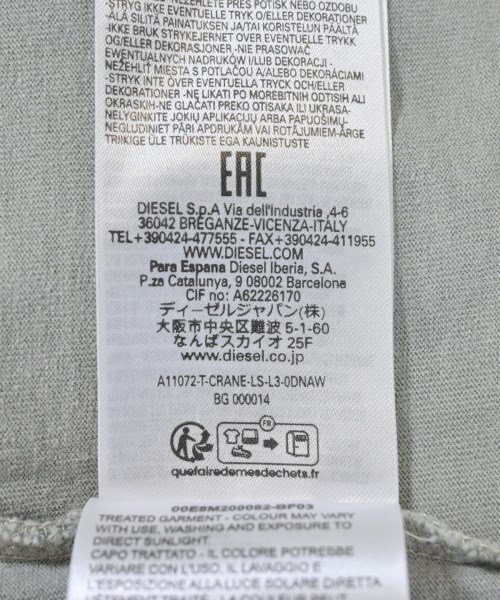 NEŽEHLETE PŘES POTISK NEBO OZDOBU
-STRYG IKKE EVENTUELLE TRYK O/ELLER DEKORATIONER
-ÄLÄ SILITÄ PAINATUKSEN JA/TAI KORISTELUN PÄÄLTÄ
-IKKE BRUK STRYKEJERNET OVER EVENTUELL TRYKK
OG/ELLER DEKORASJONER -NIE PRASOWAĆ
EWENTUALNYCH NADRUKÓW I/LUB DEKORACJI -
NEŽEHLIŤ MIESTA S POTLAČOU A/ALEBO DEKORÁCIAMI
-STRYK INTE ÖVER EVENTUELLA TRYCK OCH/ELLER
DEKORATIONER -NE LIKATI PO MOREBITNIH ODTISIH ALI
OKRASKIH-NE GLAČATI PREKO OTISAKA ILI UKRASA-
NELYGINKITE JOKIŲ APLIKACIJŲ ARBA PAPUOŠIMŲ-
NEGLUDINIET PĀRI APDRUKĀM VAI ROTĀJUMIEM-ÄRGE
TRIIKIGE ÜLE TRÜKISTE EGA KAUNISTUSTE
EAC
DIESEL S.p.A Via dell'Industria ,4-6
36042 BREGANZE-VICENZA-ITALY
TEL+390424-477555 - FAX+390424-411955
WWW.DIESEL.COM
Para Espana Diesel Iberia, S.A.
P.za Catalunya, 9 08002 Barcelona
CIF no: A62226170
ディーゼルジャパン(株)
大阪市中央区難波 5-1-60
なんばスカイオ 25F
www.diesel.co.jp
A11072-T-CRANE-LS-L3-0DNAW
BG 000014
FR
quefairedemesdechets.fr
00E8M200082-BF03
TREATED GARMENT - COLOUR MAY VARY
WITH USE, WASHING AND EXPOSURE TO
DIRECT SUNLIGHT.
CAPO TRATTATO - IL COLORE POTREBBE
VARIARE CON L'USO, IL LAVAGGIO E
L'ESPOSIZIONE ALLA LUCE SOLARE DIRETTA